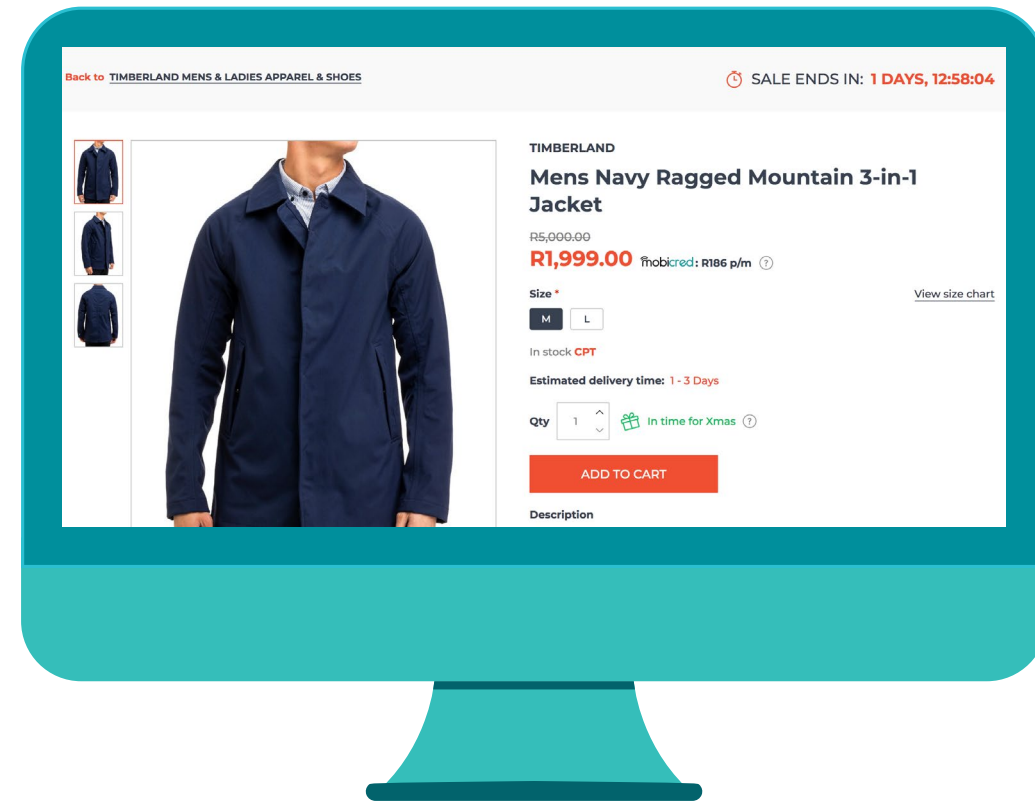 Back to TIMBERLAND MENS & LADIES APPAREL & SHOES
SALE ENDS IN: 1 DAYS, 12:58:04
TIMBERLAND
Mens Navy Ragged Mountain 3-in-1
Jacket
R5,000.00
R1,999.00 mobicred: R186 p/m ?
Size *
View size chart
M L
In stock CPT
Estimated delivery time: 1 - 3 Days
Qty 1 In time for Xmas ?
ADD TO CART
Description